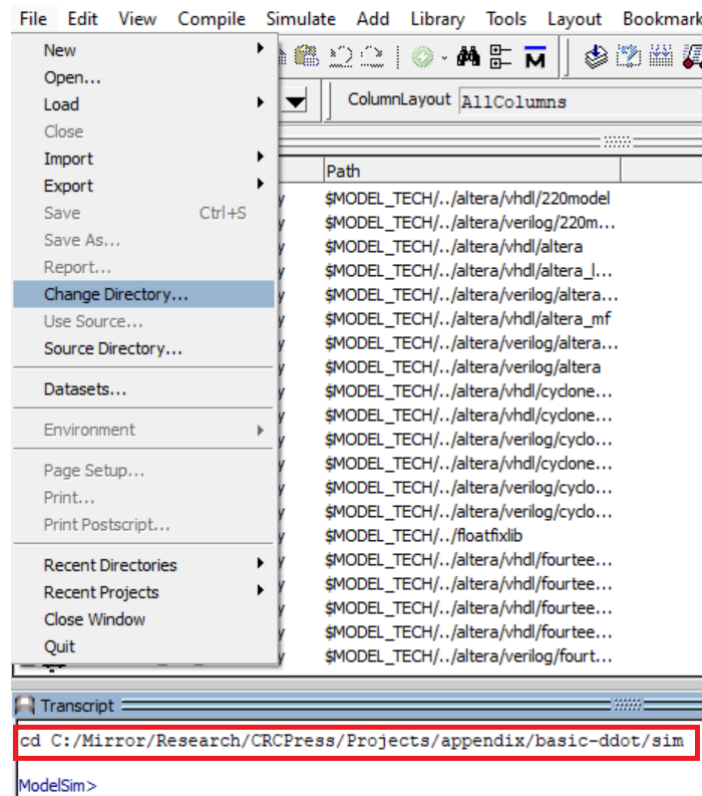 File Edit View Compile Simulate Add Library Tools Layout Bookmark
New
Open...
Load
Close
Import
Export
Save Ctrl+S
Save As...
Report...
Change Directory...
Use Source...
Source Directory...
Datasets...
Environment
Page Setup...
Print...
Print Postscript...
Recent Directories
Recent Projects
Close Window
Quit
ColumnLayout AllColumns
Path
y $MODEL_TECH/../altera/vhdl/220model
y $MODEL_TECH/../altera/verilog/220m...
y $MODEL_TECH/../altera/vhdl/altera
y $MODEL_TECH/../altera/vhdl/altera_l...
y $MODEL_TECH/../altera/verilog/altera...
y $MODEL_TECH/../altera/vhdl/altera_mf
y $MODEL_TECH/../altera/verilog/altera...
y $MODEL_TECH/../altera/verilog/altera
y $MODEL_TECH/../altera/vhdl/cyclone...
y $MODEL_TECH/../altera/vhdl/cyclone...
y $MODEL_TECH/../altera/verilog/cyclo...
y $MODEL_TECH/../altera/vhdl/cyclone...
y $MODEL_TECH/../altera/verilog/cyclo...
y $MODEL_TECH/../altera/verilog/cyclo...
y $MODEL_TECH/../floatfixlib
y $MODEL_TECH/../altera/vhdl/fourtee...
y $MODEL_TECH/../altera/vhdl/fourtee...
y $MODEL_TECH/../altera/vhdl/fourtee...
y $MODEL_TECH/../altera/vhdl/fourtee...
y $MODEL_TECH/../altera/verilog/fourt...
Transcript
cd C:/Mirror/Research/CRCPress/Projects/appendix/basic-ddot/sim
ModelSim>